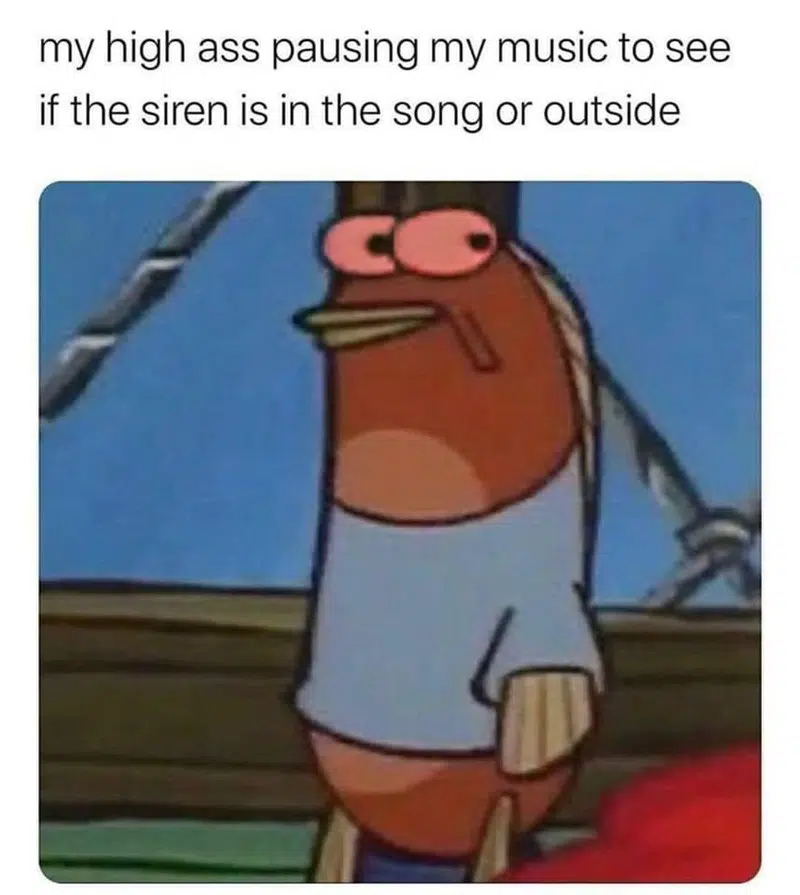 my high ass pausing my music to see
if the siren is in the song or outside